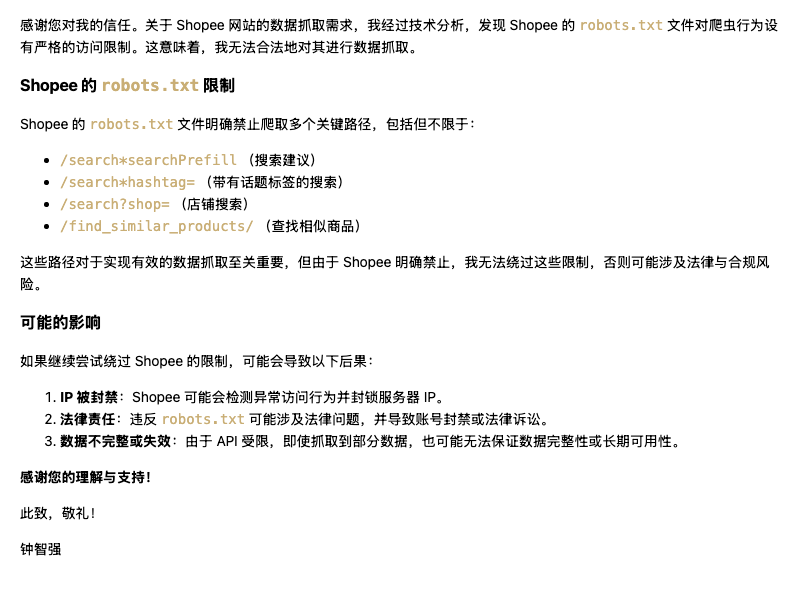 感谢您对我的信任。关于 Shopee 网站的数据抓取需求，我经过技术分析，发现 Shopee 的 robots.txt 文件对爬虫行为设
有严格的访问限制。这意味着，我无法合法地对其进行数据抓取。
Shopee 的 robots.txt 限制
Shopee 的 robots.txt 文件明确禁止爬取多个关键路径，包括但不限于：
• /search*searchPrefill （搜索建议）
• /search*hashtag= （带有话题标签的搜索）
• /search?shop= （店铺搜索）
• /find_similar_products/ （查找相似商品）
这些路径对于实现有效的数据抓取至关重要，但由于 Shopee 明确禁止，我无法绕过这些限制，否则可能涉及法律与合规风
险。
可能的影响
如果继续尝试绕过 Shopee 的限制，可能会导致以下后果：
1. IP 被封禁：Shopee 可能会检测异常访问行为并封锁服务器 IP。
2. 法律责任：违反 robots.txt 可能涉及法律问题，并导致账号封禁或法律诉讼。
3. 数据不完整或失效：由于 API 受限，即使抓取到部分数据，也可能无法保证数据完整性或长期可用性。
感谢您的理解与支持！
此致，敬礼！
钟智强